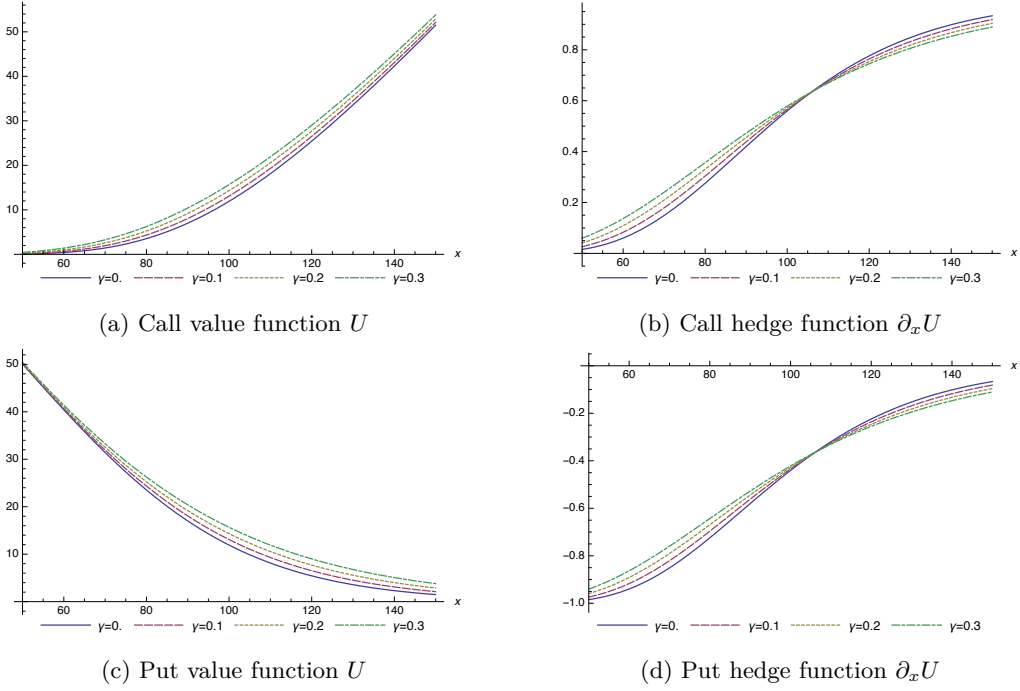 50
40
30
20
10
60 80 100 120 140 x
γ=0. γ=0.1 γ=0.2 γ=0.3
(a) Call value function U
0.8
0.6
0.4
0.2
60 80 100 120 140 x
γ=0. γ=0.1 γ=0.2 γ=0.3
(b) Call hedge function ∂ₓU
50
40
30
20
10
60 80 100 120 140 x
γ=0. γ=0.1 γ=0.2 γ=0.3
(c) Put value function U
60 80 100 120 140 x
−0.2
−0.4
−0.6
−0.8
−1.0
γ=0. γ=0.1 γ=0.2 γ=0.3
(d) Put hedge function ∂ₓU